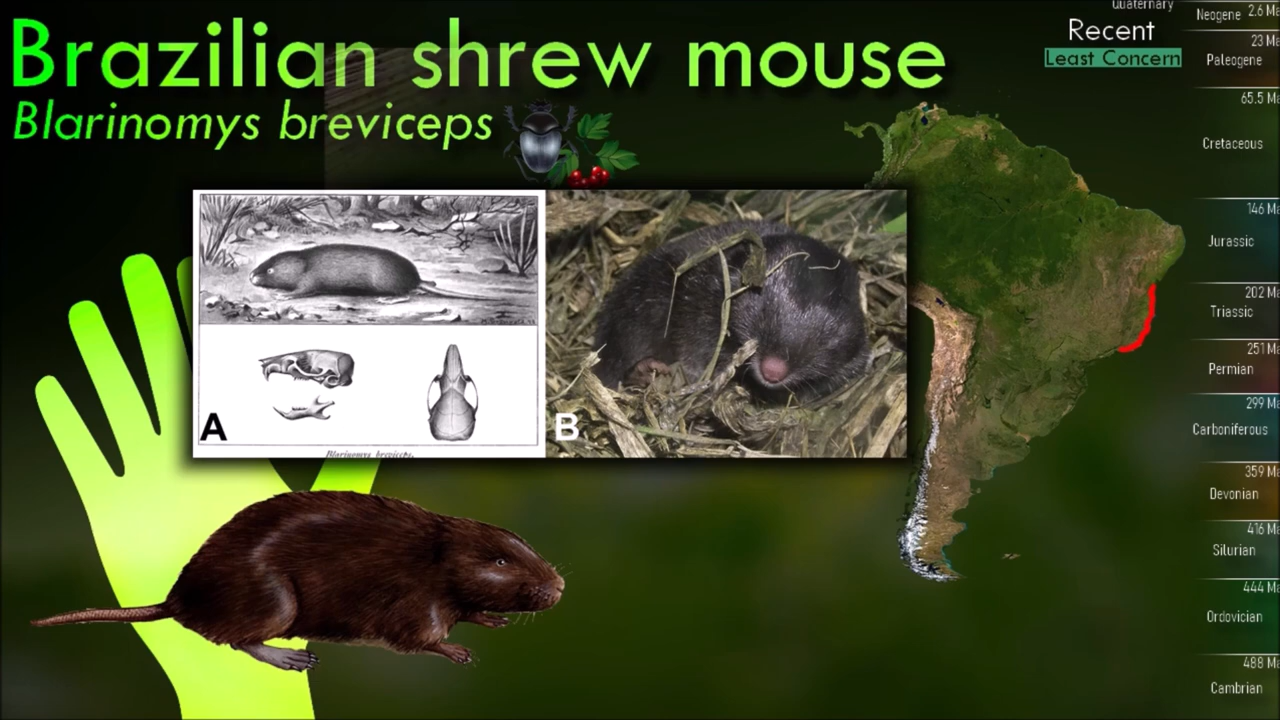 Brazilian shrew mouse
Blarinomys breviceps
Recent
Least Concern
A
B
Blarinomys breviceps.
Quaternary
2.6 Ma
Neogene
23 Ma
Paleogene
65.5 Ma
Cretaceous
146 Ma
Jurassic
202 Ma
Triassic
251 Ma
Permian
299 Ma
Carboniferous
359 Ma
Devonian
416 Ma
Silurian
444 Ma
Ordovician
488 Ma
Cambrian